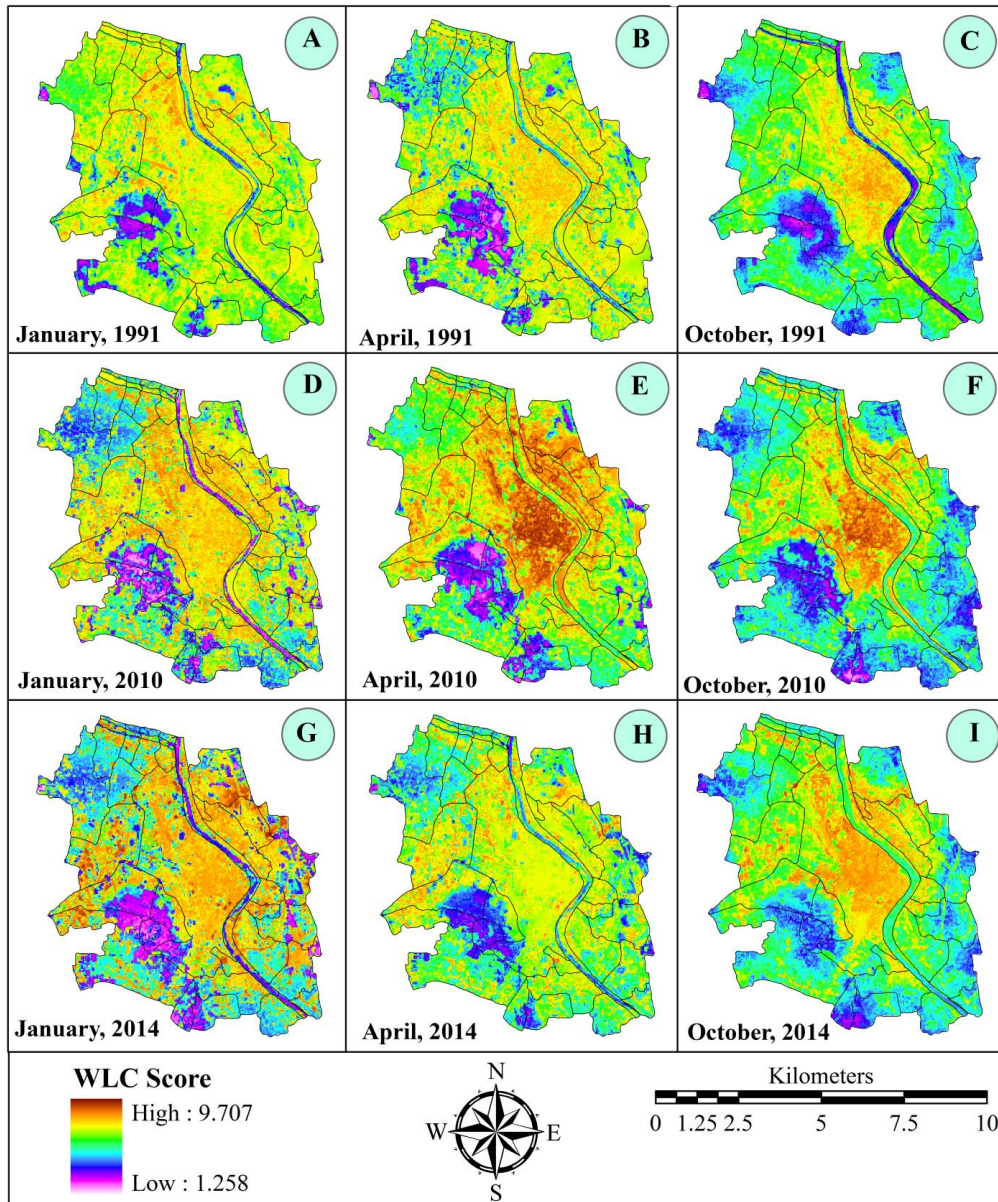 A
January, 1991
B
April, 1991
C
October, 1991
D
January, 2010
E
April, 2010
F
October, 2010
G
January, 2014
H
April, 2014
I
October, 2014
WLC Score
High : 9.707
Low : 1.258
N
W E
S
Kilometers
0 1.25 2.5 5 7.5 10